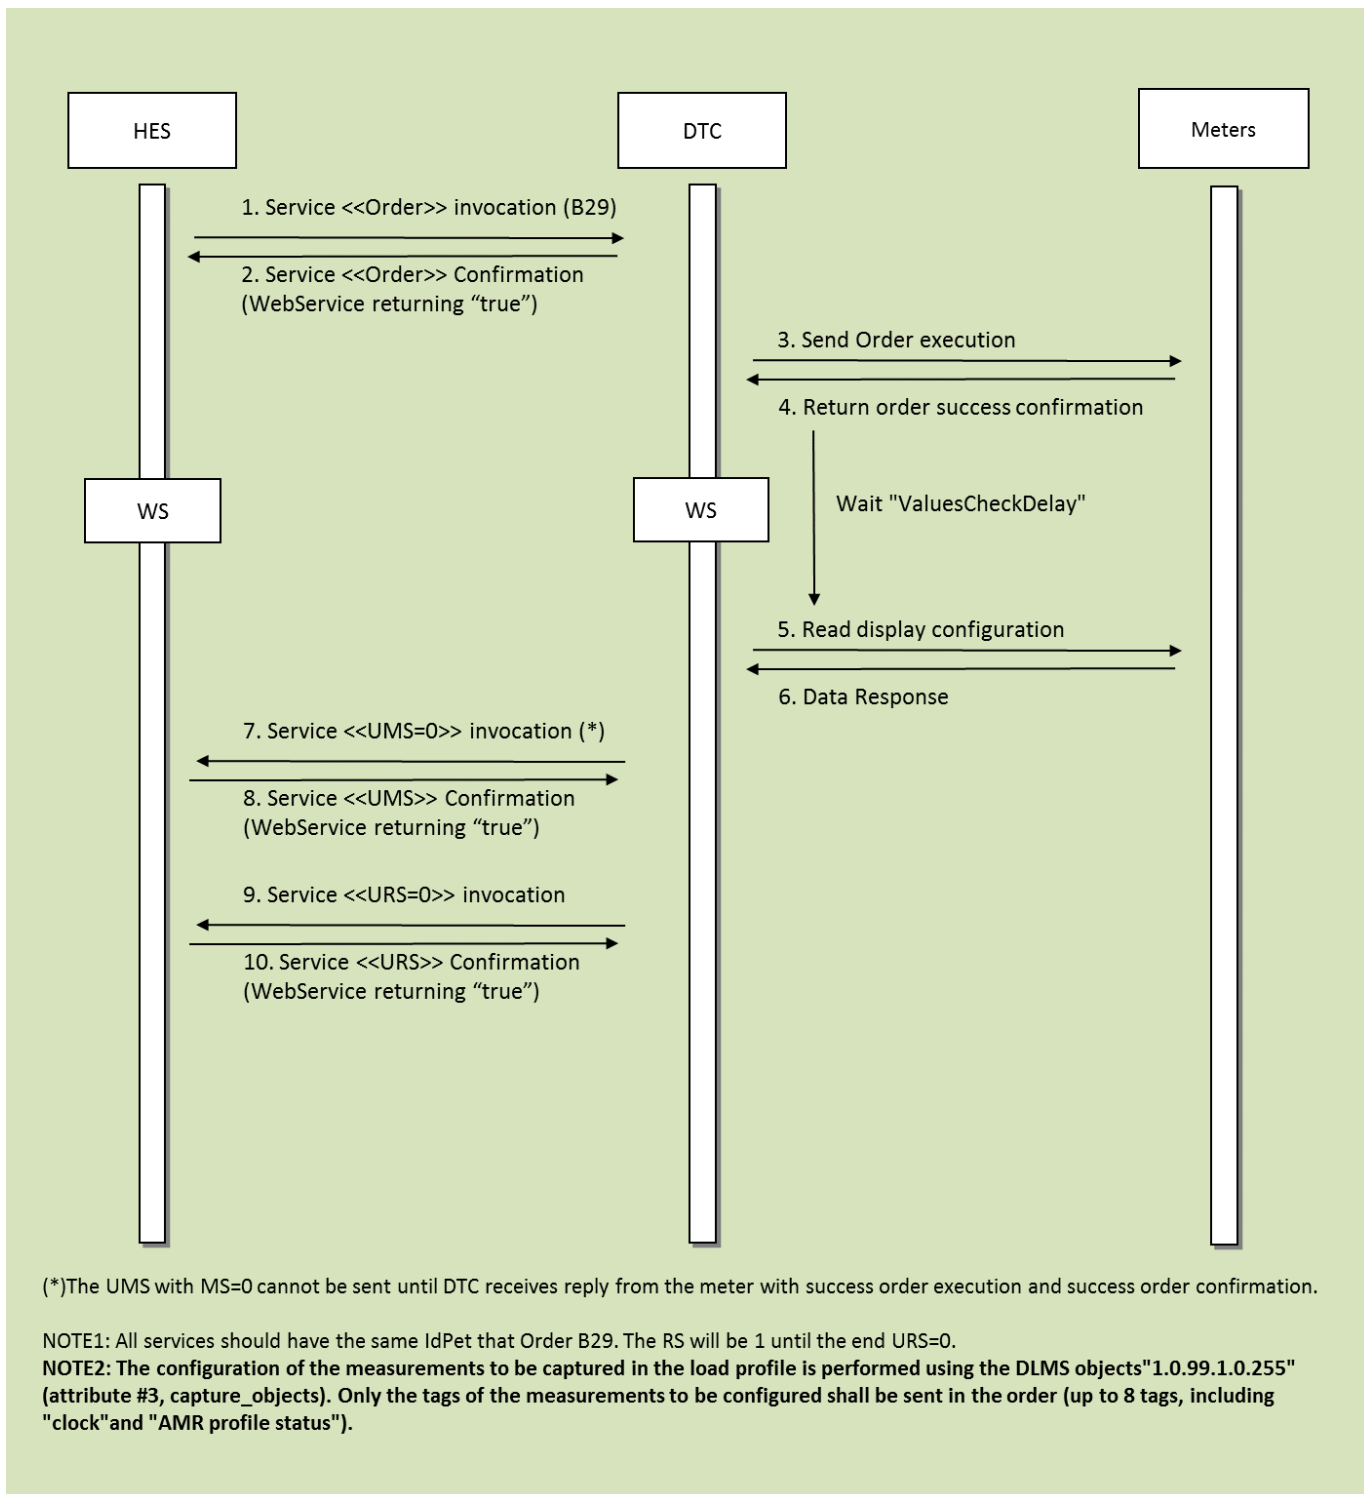 HES
DTC
Meters
1. Service <<Order>> invocation (B29)
2. Service <<Order>> Confirmation
(WebService returning “true”)
3. Send Order execution
4. Return order success confirmation
WS
WS
Wait "ValuesCheckDelay"
5. Read display configuration
6. Data Response
7. Service <<UMS=0>> invocation (*)
8. Service <<UMS>> Confirmation
(WebService returning “true”)
9. Service <<URS=0>> invocation
10. Service <<URS>> Confirmation
(WebService returning “true”)
(*)The UMS with MS=0 cannot be sent until DTC receives reply from the meter with success order execution and success order confirmation.
NOTE1: All services should have the same IdPet that Order B29. The RS will be 1 until the end URS=0.
NOTE2: The configuration of the measurements to be captured in the load profile is performed using the DLMS objects"1.0.99.1.0.255"
(attribute #3, capture_objects). Only the tags of the measurements to be configured shall be sent in the order (up to 8 tags, including
"clock"and "AMR profile status").